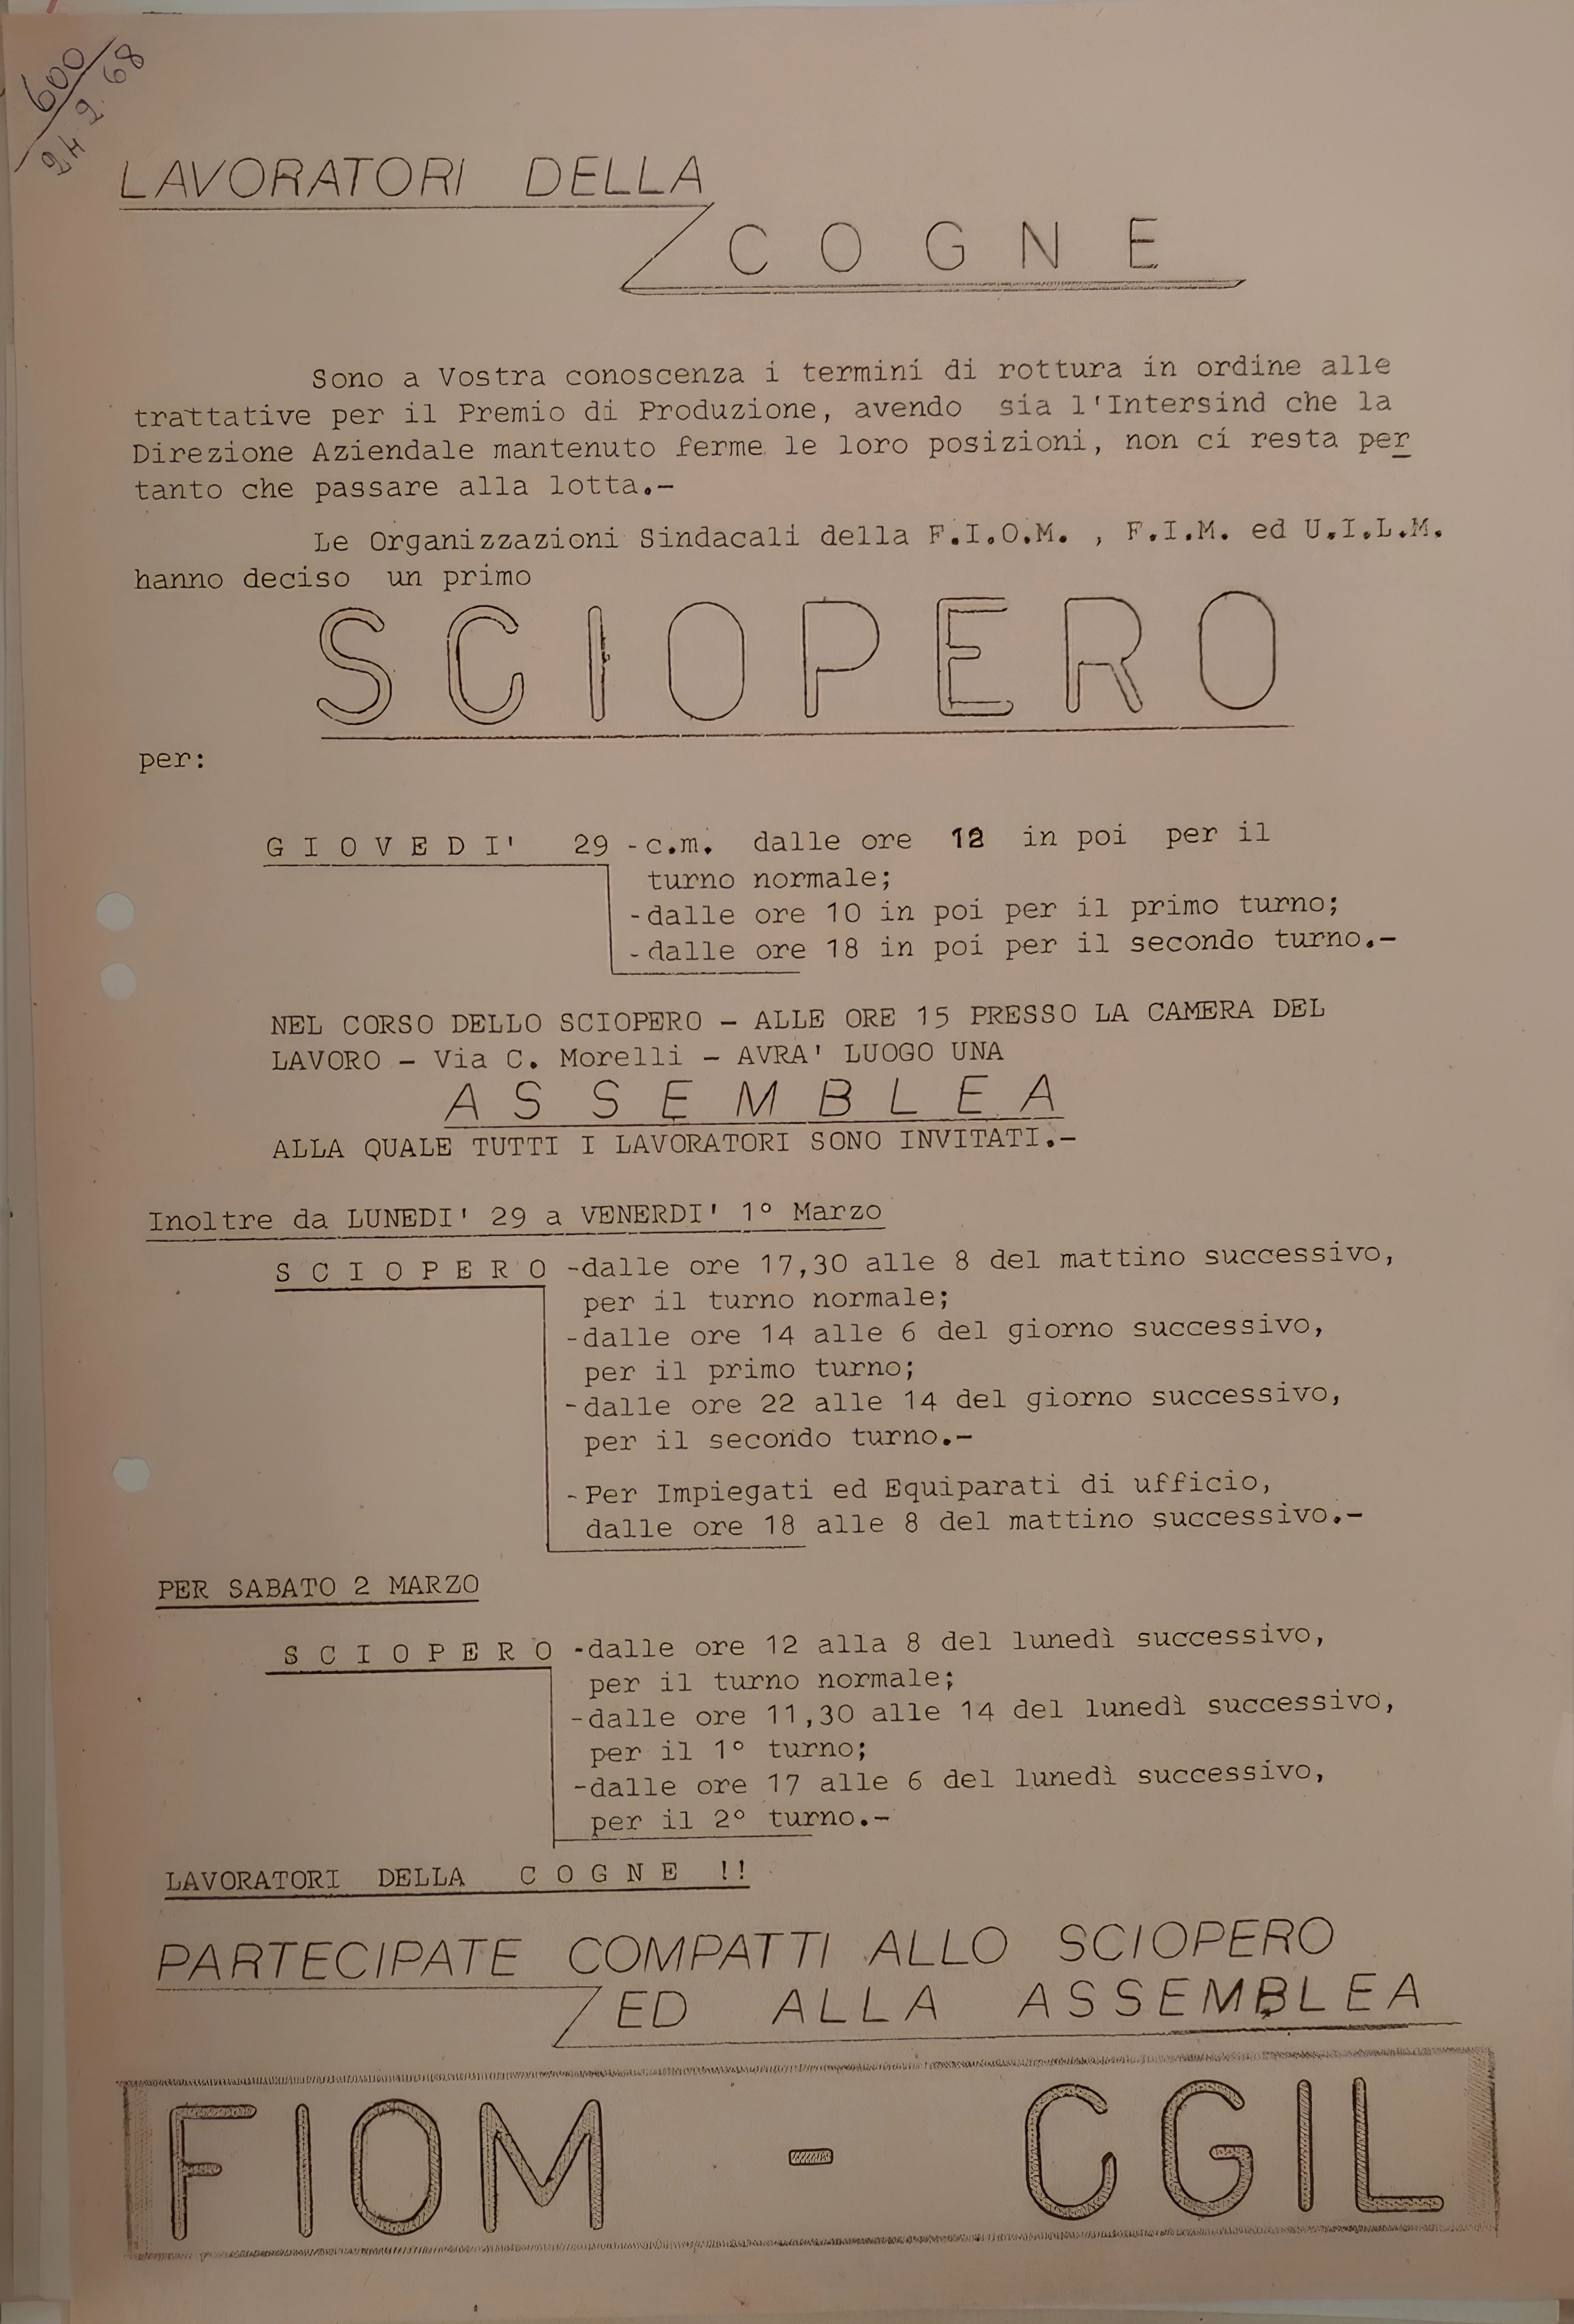 600
24.2.68
LAVORATORI DELLA
COGNE
Sono a Vostra conoscenza i termini di rottura in ordine alle
trattative per il Premio di Produzione, avendo sia l'Intersind che la
Direzione Aziendale mantenuto ferme le loro posizioni, non ci resta per
tanto che passare alla lotta.-
Le Organizzazioni Sindacali della F.I.O.M. , F.I.M. ed U.I.L.M.
hanno deciso un primo
SCIOPERO
per:
GIOVEDI' 29 -c.m. dalle ore 12 in poi per il
turno normale;
-dalle ore 10 in poi per il primo turno;
-dalle ore 18 in poi per il secondo turno.-
NEL CORSO DELLO SCIOPERO - ALLE ORE 15 PRESSO LA CAMERA DEL
LAVORO - Via C. Morelli - AVRA' LUOGO UNA
ASSEMBLEA
ALLA QUALE TUTTI I LAVORATORI SONO INVITATI.-
Inoltre da LUNEDI' 29 a VENERDI' 1° Marzo
SCIOPERO -dalle ore 17,30 alle 8 del mattino successivo,
per il turno normale;
-dalle ore 14 alle 6 del giorno successivo,
per il primo turno;
-dalle ore 22 alle 14 del giorno successivo,
per il secondo turno.-
-Per Impiegati ed Equiparati di ufficio,
dalle ore 18 alle 8 del mattino successivo.-
PER SABATO 2 MARZO
SCIOPERO -dalle ore 12 alla 8 del lunedì successivo,
per il turno normale;
-dalle ore 11,30 alle 14 del lunedì successivo,
per il 1° turno;
-dalle ore 17 alle 6 del lunedì successivo,
per il 2° turno.-
LAVORATORI DELLA COGNE !!
PARTECIPATE COMPATTI ALLO SCIOPERO
ED ALLA ASSEMBLEA
FIOM - CGIL